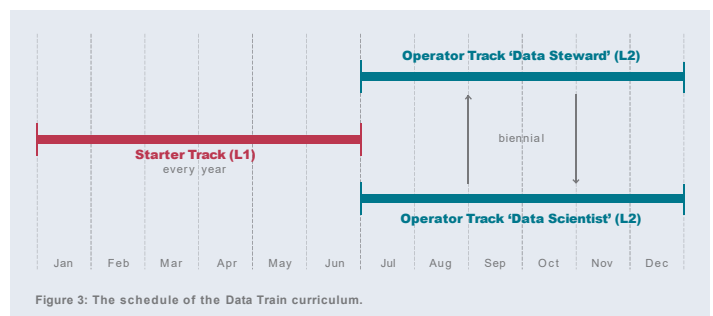 Operator Track ‘Data Steward’ (L2)
biennial
Starter Track (L1)
every year
Operator Track ‘Data Scientist’ (L2)
Jan Feb Mar Apr May Jun Jul Aug Sep Oct Nov Dec
Figure 3: The schedule of the Data Train curriculum.